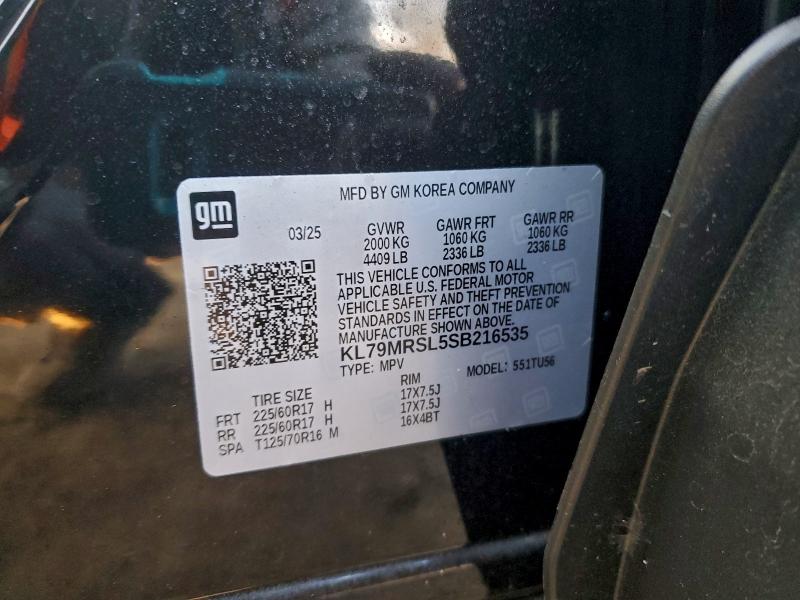 gm
MFD BY GM KOREA COMPANY
03/25 GVWR GAWR FRT GAWR RR
2000 KG 1060 KG 1060 KG
4409 LB 2336 LB 2336 LB
THIS VEHICLE CONFORMS TO ALL
APPLICABLE U.S. FEDERAL MOTOR
VEHICLE SAFETY AND THEFT PREVENTION
STANDARDS IN EFFECT ON THE DATE OF
MANUFACTURE SHOWN ABOVE.
KL79MRSL5SB216535
TYPE: MPV MODEL: 551TU56
TIRE SIZE RIM
FRT 225/60R17 H 17X7.5J
RR 225/60R17 H 17X7.5J
SPA T125/70R16 M 16X4BT